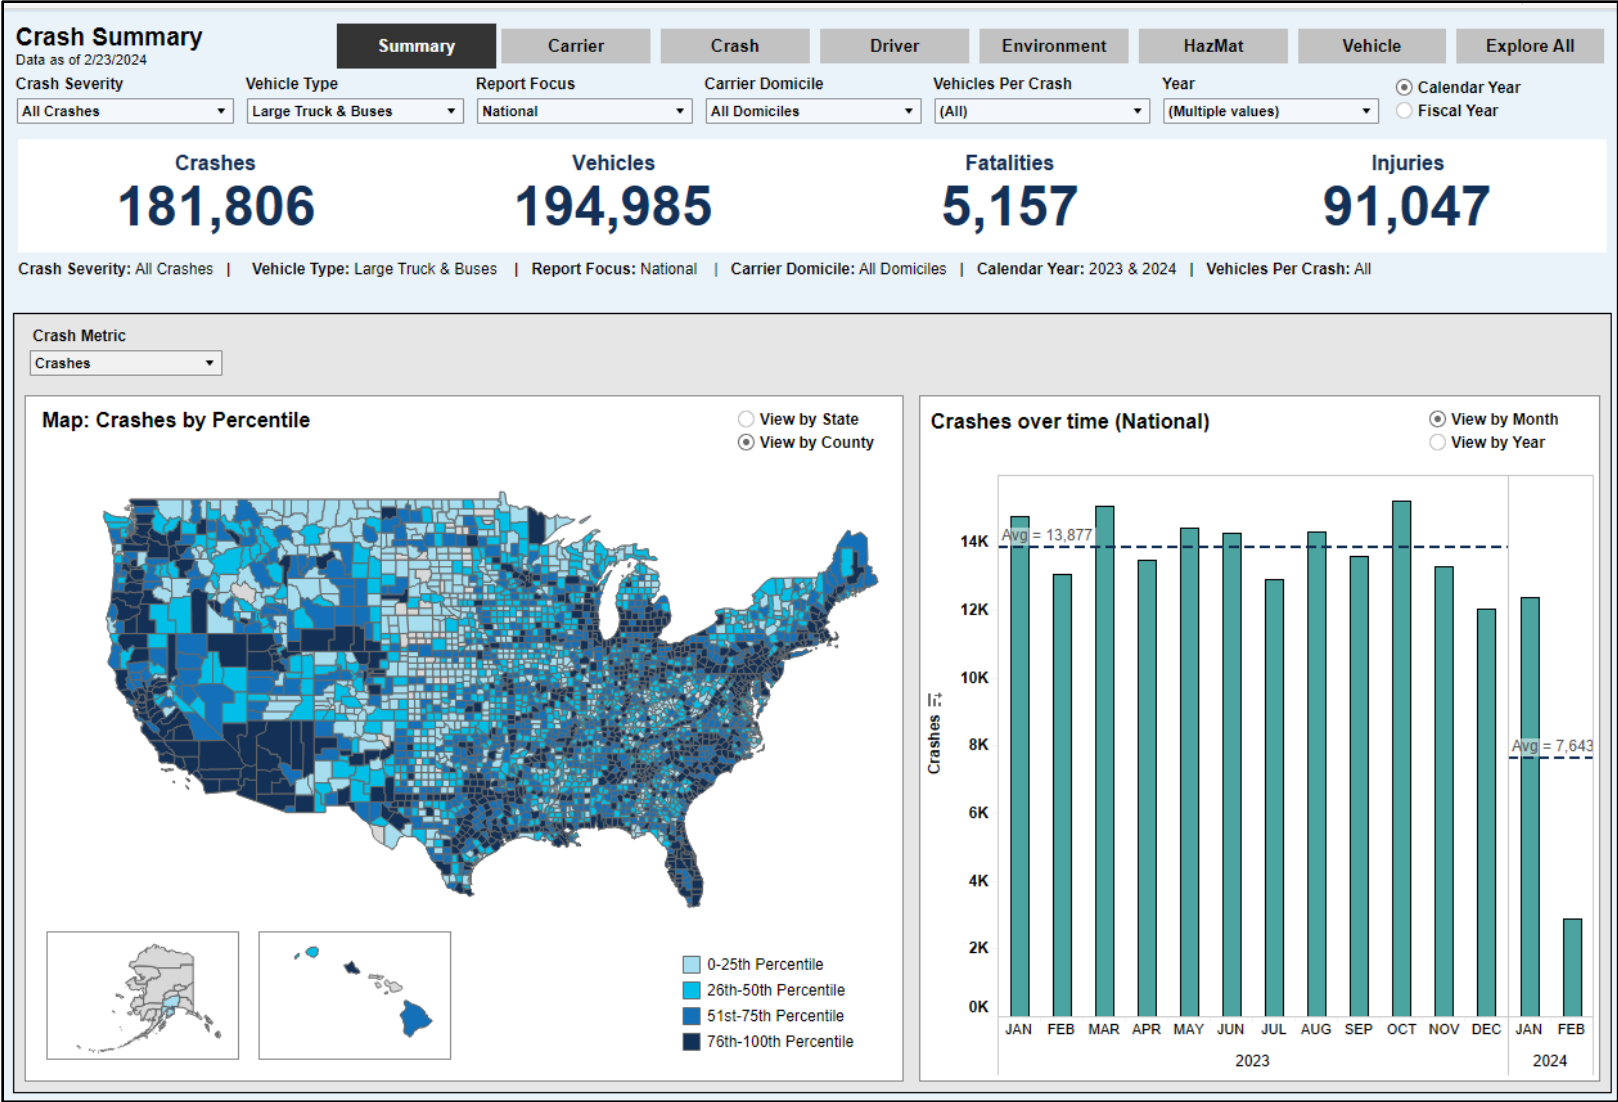 Crash Summary
Data as of 2/23/2024
Summary
Carrier
Crash
Driver
Environment
HazMat
Vehicle
Explore All
Crash Severity
Vehicle Type
Report Focus
Carrier Domicile
Vehicles Per Crash
Year
All Crashes
Large Truck & Buses
National
All Domiciles
(All)
(Multiple values)
Calendar Year
Fiscal Year
Crashes
Vehicles
Fatalities
Injuries
181,806
194,985
5,157
91,047
Crash Severity: All Crashes | Vehicle Type: Large Truck & Buses | Report Focus: National | Carrier Domicile: All Domiciles | Calendar Year: 2023 & 2024 | Vehicles Per Crash: All
Crash Metric
Crashes
Map: Crashes by Percentile
View by State
View by County
0-25th Percentile
26th-50th Percentile
51st-75th Percentile
76th-100th Percentile
Crashes over time (National)
View by Month
View by Year
Avg = 13,877
Avg = 7,643
14K
12K
10K
8K
6K
4K
2K
0K
Crashes
JAN FEB MAR APR MAY JUN JUL AUG SEP OCT NOV DEC JAN FEB
2023 2024